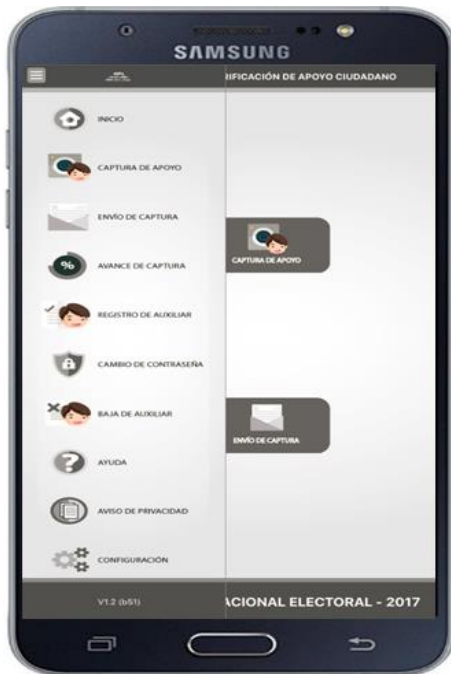 SAMSUNG
RIFICACIÓN DE APOYO CIUDADANO
INICIO
CAPTURA DE APOYO
ENVÍO DE CAPTURA
%
AVANCE DE CAPTURA
REGISTRO DE AUXILIAR
CAMBIO DE CONTRASEÑA
BAJA DE AUXILIAR
?
AYUDA
AVISO DE PRIVACIDAD
CONFIGURACIÓN
CAPTURA DE APOYO
ENVÍO DE CAPTURA
V1.2 (b51)
ACIONAL ELECTORAL - 2017